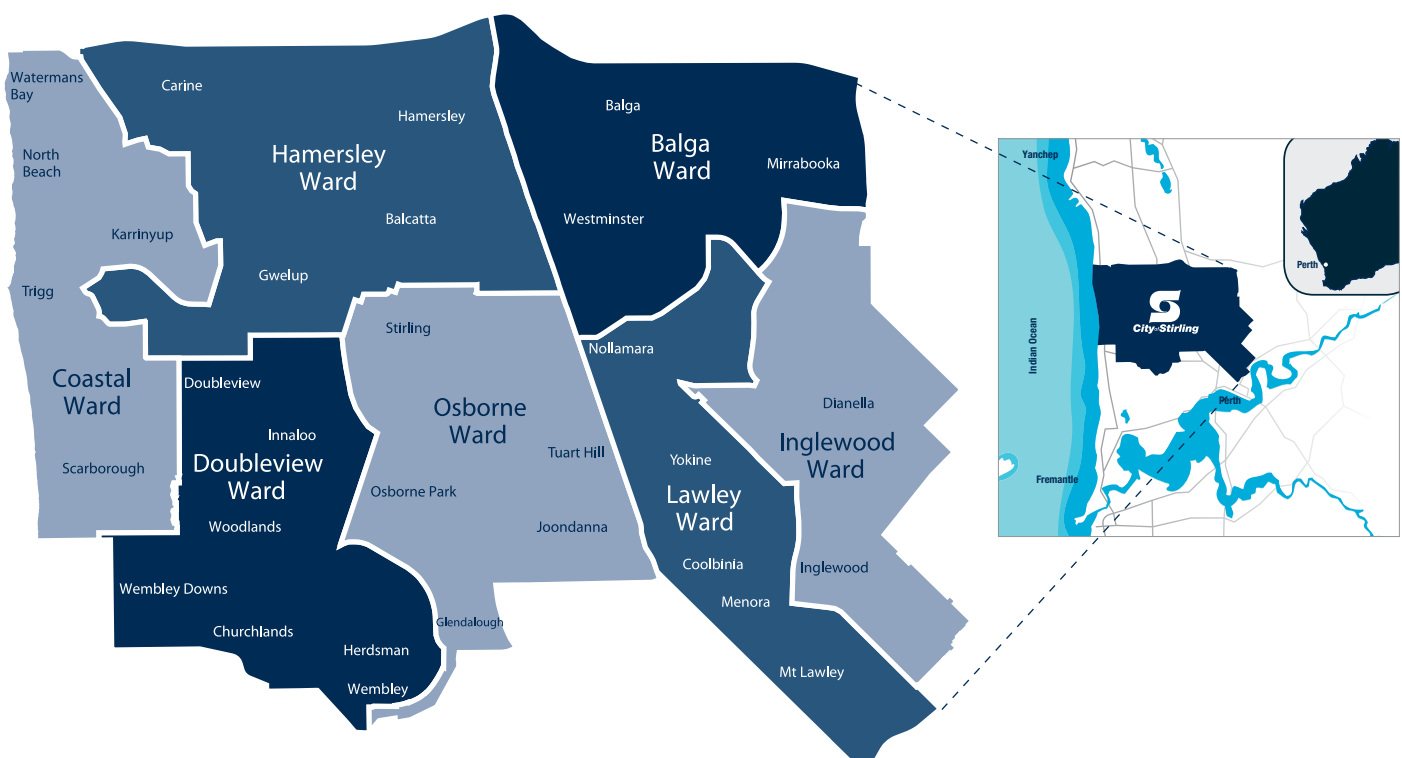 Watermans
Bay
North
Beach
Karrinyup
Trigg
Coastal
Ward
Scarborough
Carine
Hamersley
Hamersley
Ward
Balcatta
Gwelup
Balga
Balga
Ward
Mirrabooka
Westminster
Doubleview
Innaloo
Doubleview
Ward
Woodlands
Wembley Downs
Churchlands
Herdsman
Wembley
Stirling
Osborne
Ward
Tuart Hill
Osborne Park
Joondanna
Glendalough
Nollamara
Yokine
Lawley
Ward
Coolbinia
Menora
Mt Lawley
Dianella
Inglewood
Ward
Inglewood
Yanchep
Perth
City of Stirling
Indian Ocean
Perth
Fremantle